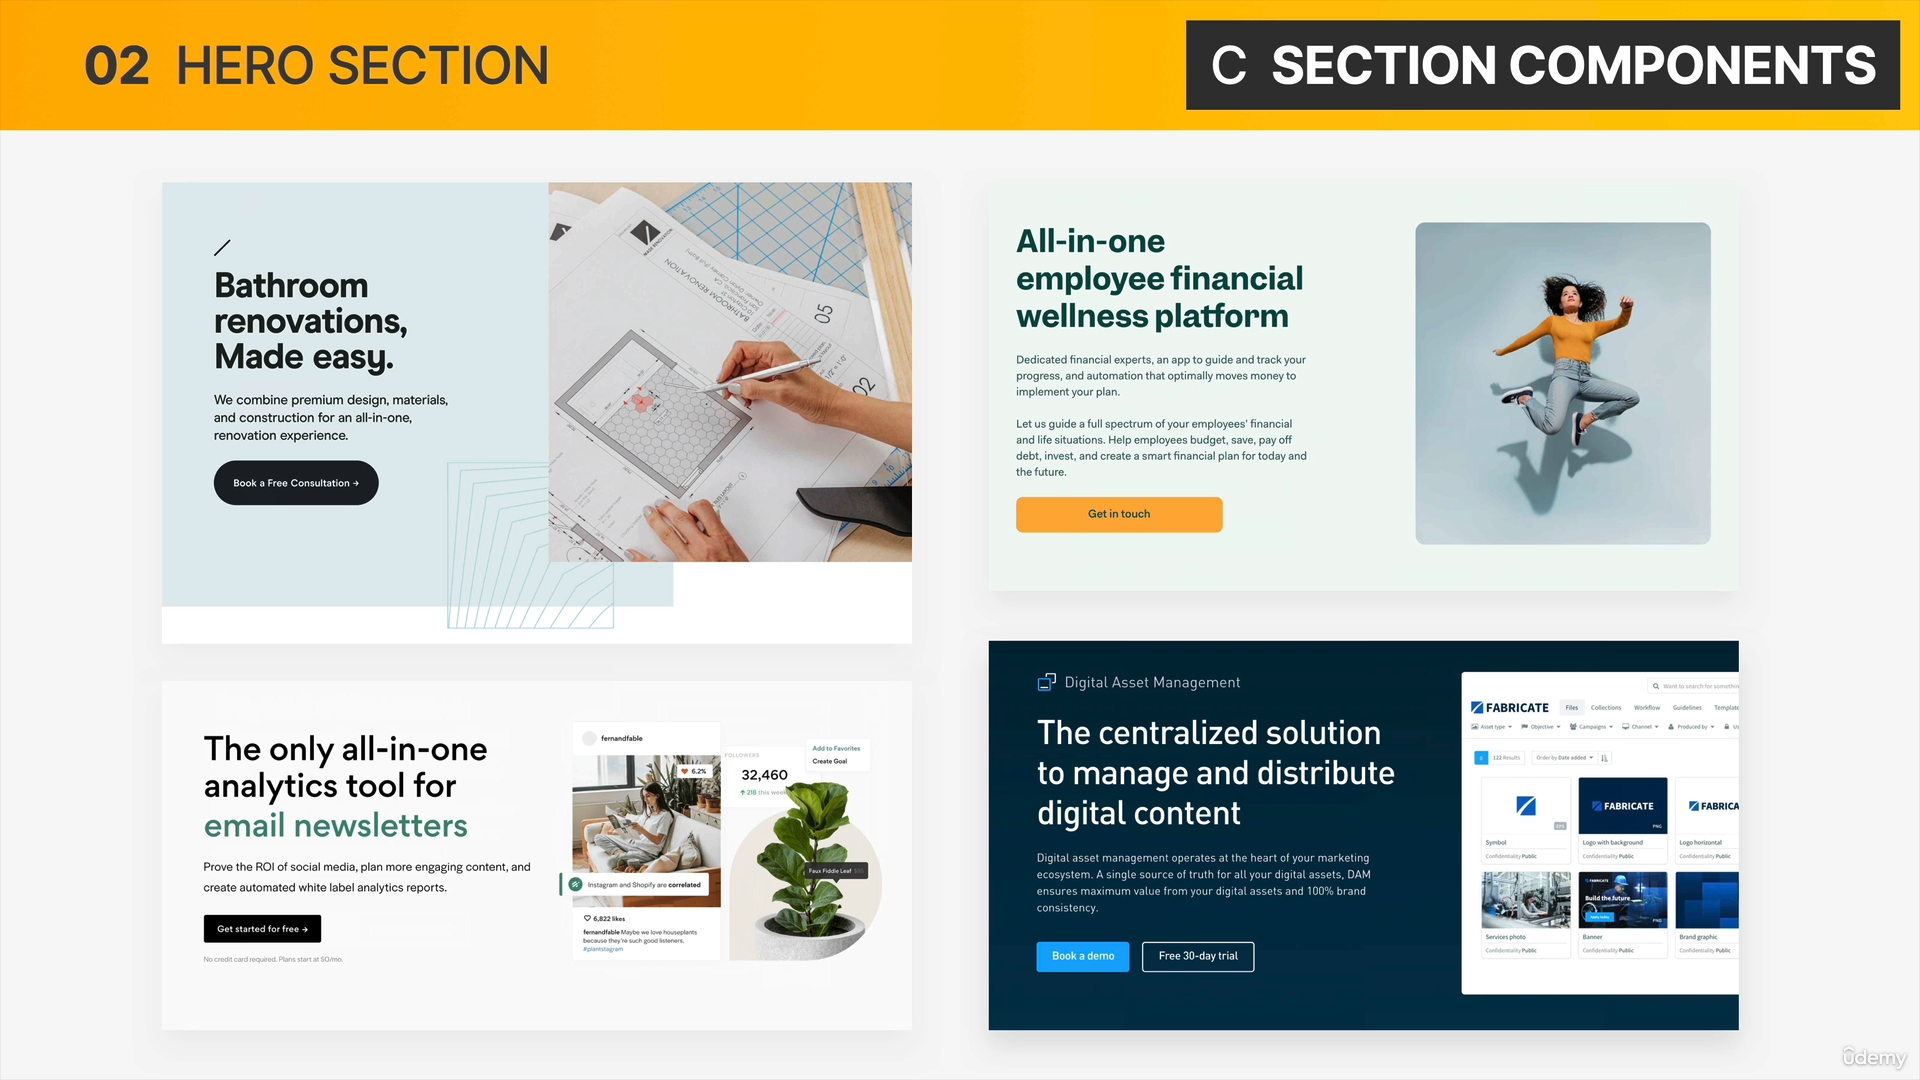 02 HERO SECTION
C SECTION COMPONENTS
Bathroom
renovations,
Made easy.
We combine premium design, materials,
and construction for an all-in-one,
renovation experience.
Book a Free Consultation →
BATHROOM RENOVATION
05
02
All-in-one
employee financial
wellness platform
Dedicated financial experts, an app to guide and track your
progress, and automation that optimally moves money to
implement your plan.
Let us guide a full spectrum of your employees' financial
and life situations. Help employees budget, save, pay off
debt, invest, and create a smart financial plan for today and
the future.
Get in touch
The only all-in-one
analytics tool for
email newsletters
Prove the ROI of social media, plan more engaging content, and
create automated white label analytics reports.
Get started for free →
No credit card required. Plans start at $0/mo.
fernandfable
6.2%
FOLLOWERS
32,460
218 this week
Add to Favorites
Create Goal
Faux Fiddle Leaf
Instagram and Shopify are correlated
6,822 likes
fernandfable Maybe we love houseplants
because they're such good listeners.
#plantstagram
Digital Asset Management
The centralized solution
to manage and distribute
digital content
Digital asset management operates at the heart of your marketing
ecosystem. A single source of truth for all your digital assets, DAM
ensures maximum value from your digital assets and 100% brand
consistency.
Book a demo
Free 30-day trial
Want to search for somethin
FABRICATE
Files Collections Workflow Guidelines Template
Asset type Objective Campaigns Channel Produced by
122 Results
Order by Date added
FABRICATE
PNG
FABRICA
Symbol
Confidentiality Public
Logo with background
Confidentiality Public
Logo horizontal
Confidentiality Public
FABRICATE
Build the future
PNG
Services photo
Confidentiality Public
Banner
Confidentiality Public
Brand graphic
Confidentiality Public
ûdemy